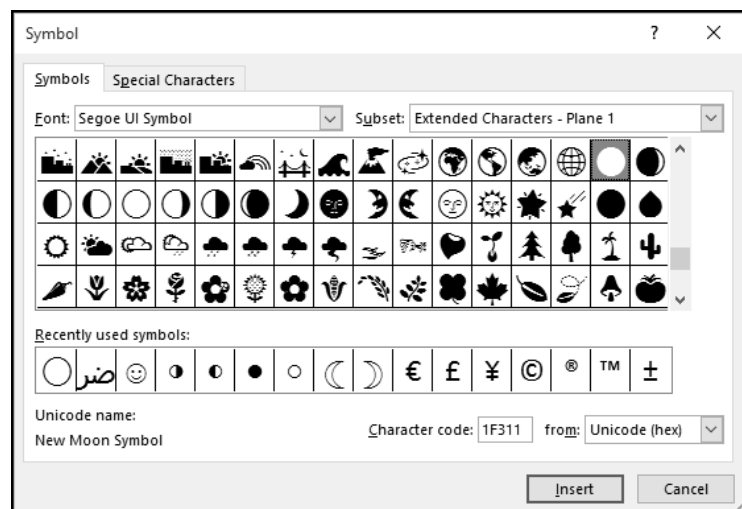 Symbol ? ×
Symbols Special Characters
Font: Segoe UI Symbol Subset: Extended Characters - Plane 1
Recently used symbols:
◯ ضر ☺ ◑ ◐ ● ○ ☾ ☽ € £ ¥ © ® ™ ±
Unicode name:
New Moon Symbol
Character code: 1F311 from: Unicode (hex)
Insert Cancel